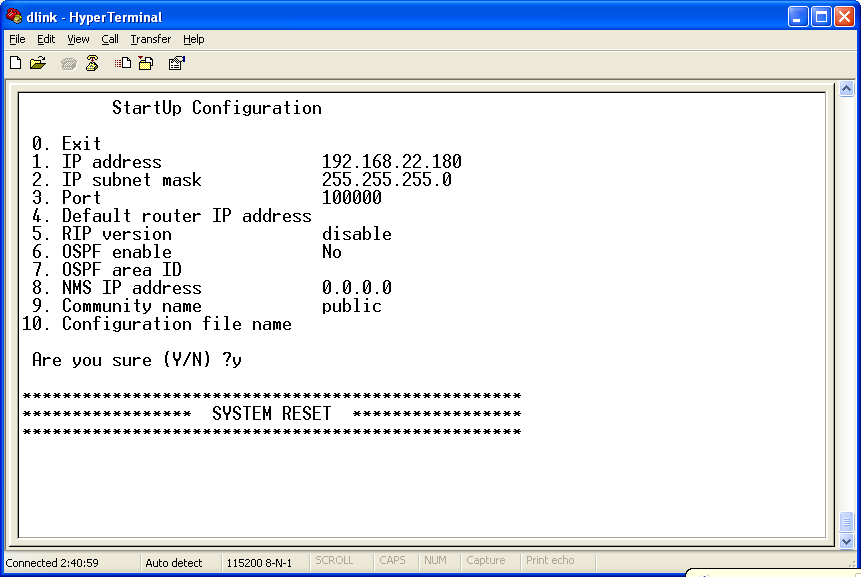 dlink - HyperTerminal
File Edit View Call Transfer Help
StartUp Configuration
0. Exit
1. IP address 192.168.22.180
2. IP subnet mask 255.255.255.0
3. Port 100000
4. Default router IP address
5. RIP version disable
6. OSPF enable No
7. OSPF area ID
8. NMS IP address 0.0.0.0
9. Community name public
10. Configuration file name
Are you sure (Y/N) ?y
**************************************************
***************** SYSTEM RESET *****************
**************************************************
Connected 2:40:59 Auto detect 115200 8-N-1 SCROLL CAPS NUM Capture Print echo